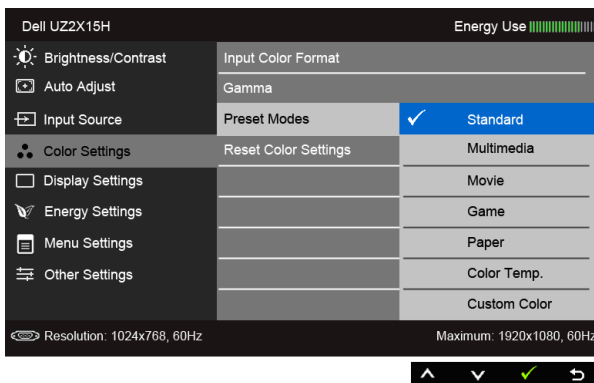 Dell UZ2X15H Energy Use
Brightness/Contrast Input Color Format
Auto Adjust Gamma
Input Source Preset Modes Standard
Color Settings Reset Color Settings Multimedia
Display Settings Movie
Energy Settings Game
Menu Settings Paper
Other Settings Color Temp.
Custom Color
Resolution: 1024x768, 60Hz Maximum: 1920x1080, 60Hz